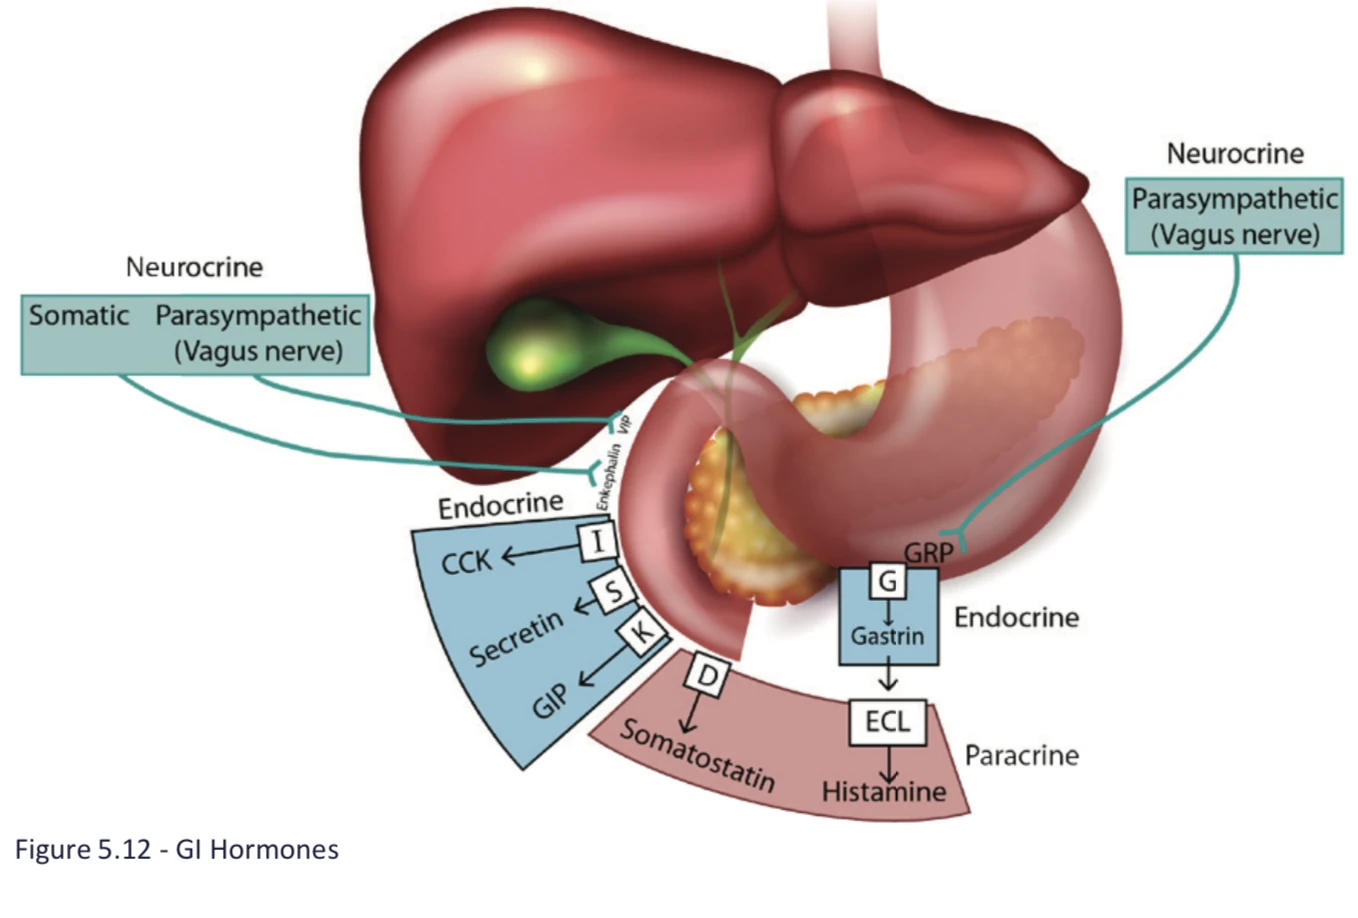 Neurocrine
Parasympathetic
(Vagus nerve)
Neurocrine
Somatic Parasympathetic
(Vagus nerve)
VIP
Enkephalin
Endocrine
I
CCK
S
Secretin
K
GIP
D
Somatostatin
GRP
G
Gastrin
Endocrine
ECL
Histamine
Paracrine
Figure 5.12 - GI Hormones